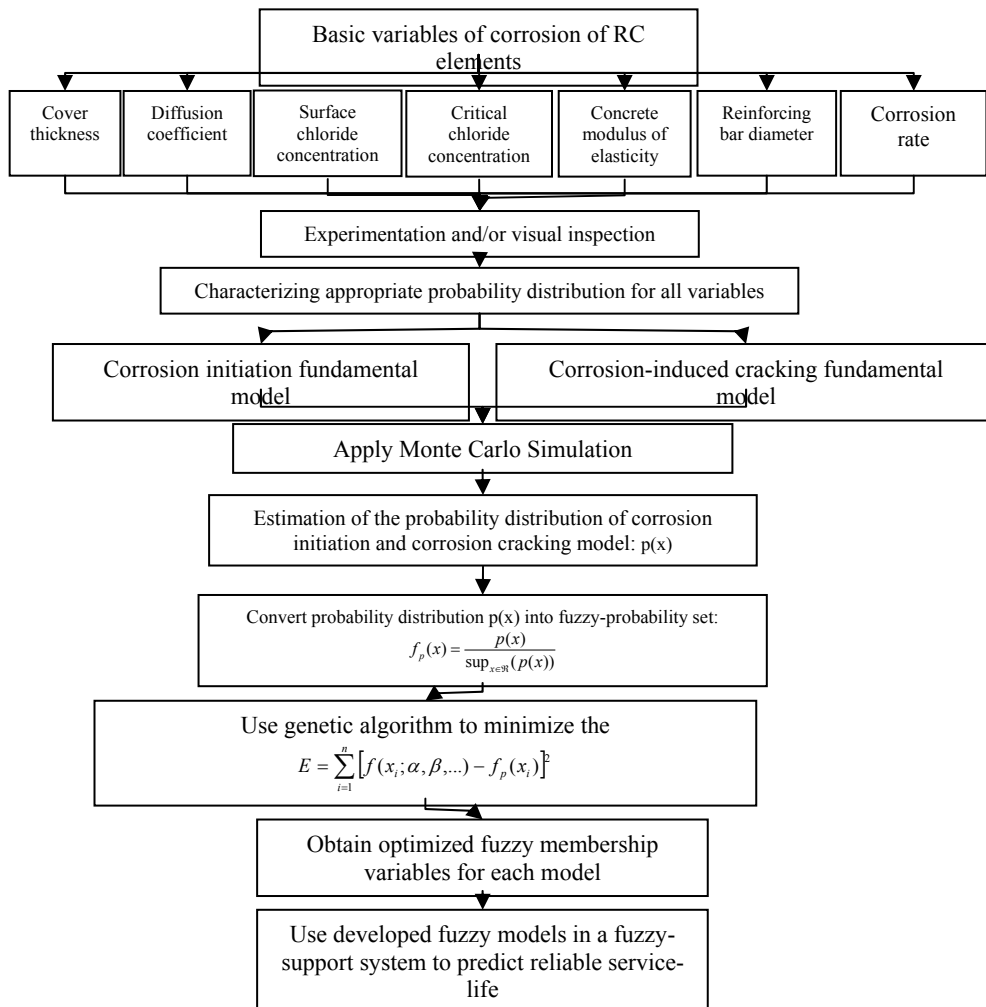 Basic variables of corrosion of RC
elements
Cover
thickness
Diffusion
coefficient
Surface
chloride
concentration
Critical
chloride
concentration
Concrete
modulus of
elasticity
Reinforcing
bar diameter
Corrosion
rate
Experimentation and/or visual inspection
Characterizing appropriate probability distribution for all variables
Corrosion initiation fundamental
model
Corrosion-induced cracking fundamental
model
Apply Monte Carlo Simulation
Estimation of the probability distribution of corrosion
initiation and corrosion cracking model: p(x)
Convert probability distribution p(x) into fuzzy-probability set:
f_p(x) = p(x) / sup_{x∈ℜ}(p(x))
Use genetic algorithm to minimize the
E = ∑_{i=1}^{n} [f(x_i; α, β,...) − f_p(x_i)]^2
Obtain optimized fuzzy membership
variables for each model
Use developed fuzzy models in a fuzzy-
support system to predict reliable service-
life